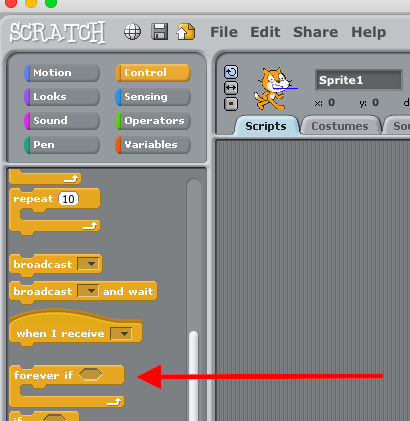 SCRATCH File Edit Share Help
Motion Control
Looks Sensing
Sound Operators
Pen Variables
Sprite1
x: 0 y: 0 d
Scripts Costumes Sou
repeat 10
broadcast
broadcast and wait
when I receive
forever if
if